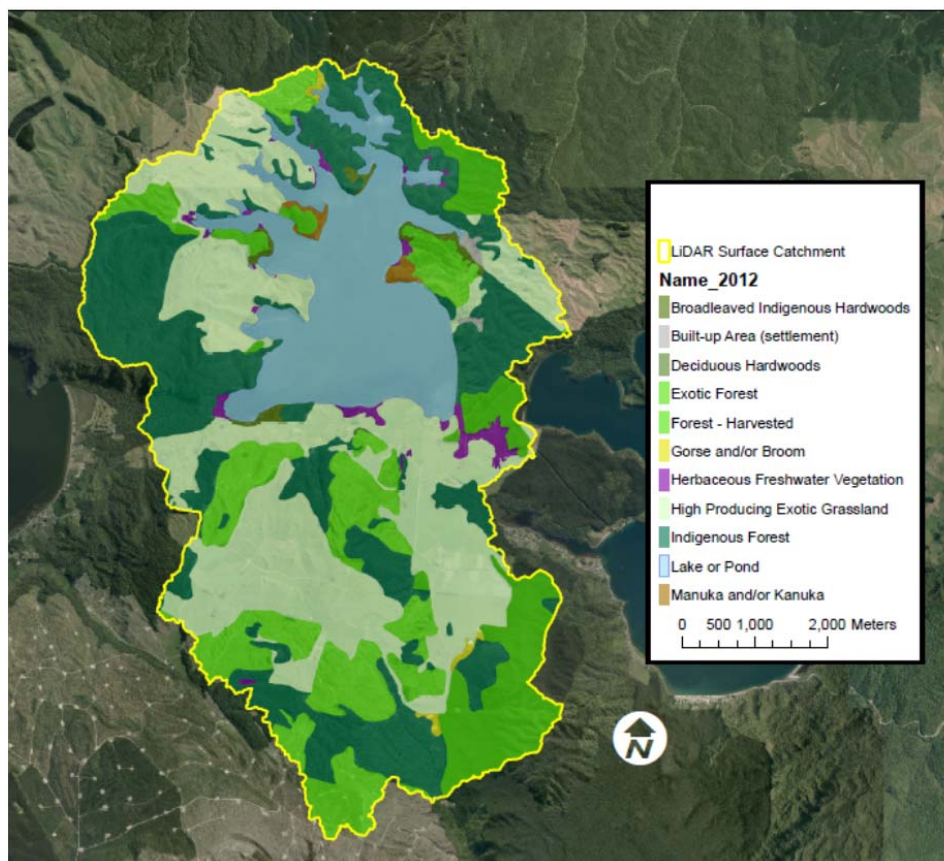 LiDAR Surface Catchment
Name_2012
Broadleaved Indigenous Hardwoods
Built-up Area (settlement)
Deciduous Hardwoods
Exotic Forest
Forest - Harvested
Gorse and/or Broom
Herbaceous Freshwater Vegetation
High Producing Exotic Grassland
Indigenous Forest
Lake or Pond
Manuka and/or Kanuka
0 500 1,000 2,000 Meters
N